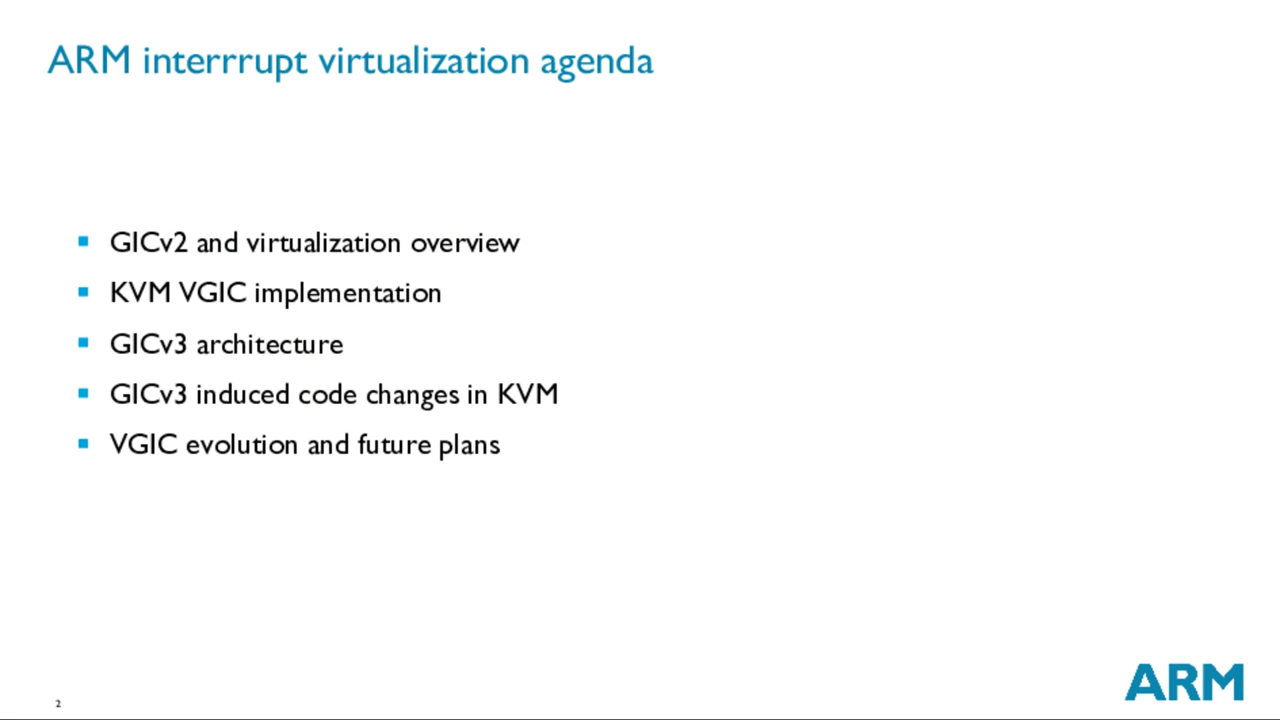 ARM interrrupt virtualization agenda
GICv2 and virtualization overview
KVM VGIC implementation
GICv3 architecture
GICv3 induced code changes in KVM
VGIC evolution and future plans
2
ARM